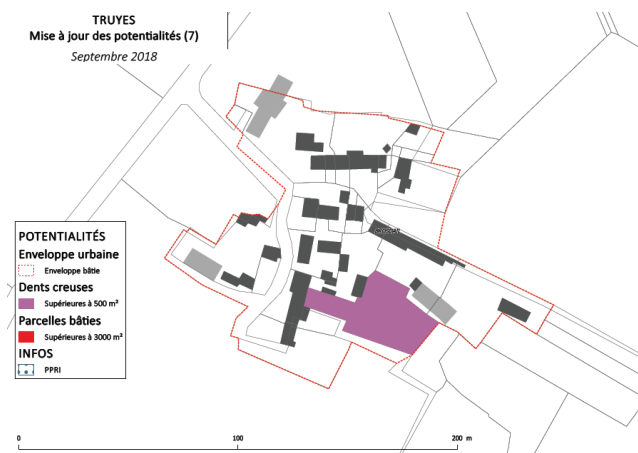 TRUYES
Mise à jour des potentialités (7)
Septembre 2018
POTENTIALITÉS
Enveloppe urbaine
Enveloppe bâtie
Dents creuses
Supérieures à 500 m²
Parcelles bâties
Supérieures à 3000 m²
INFOS
PPRI
0
100
200 m